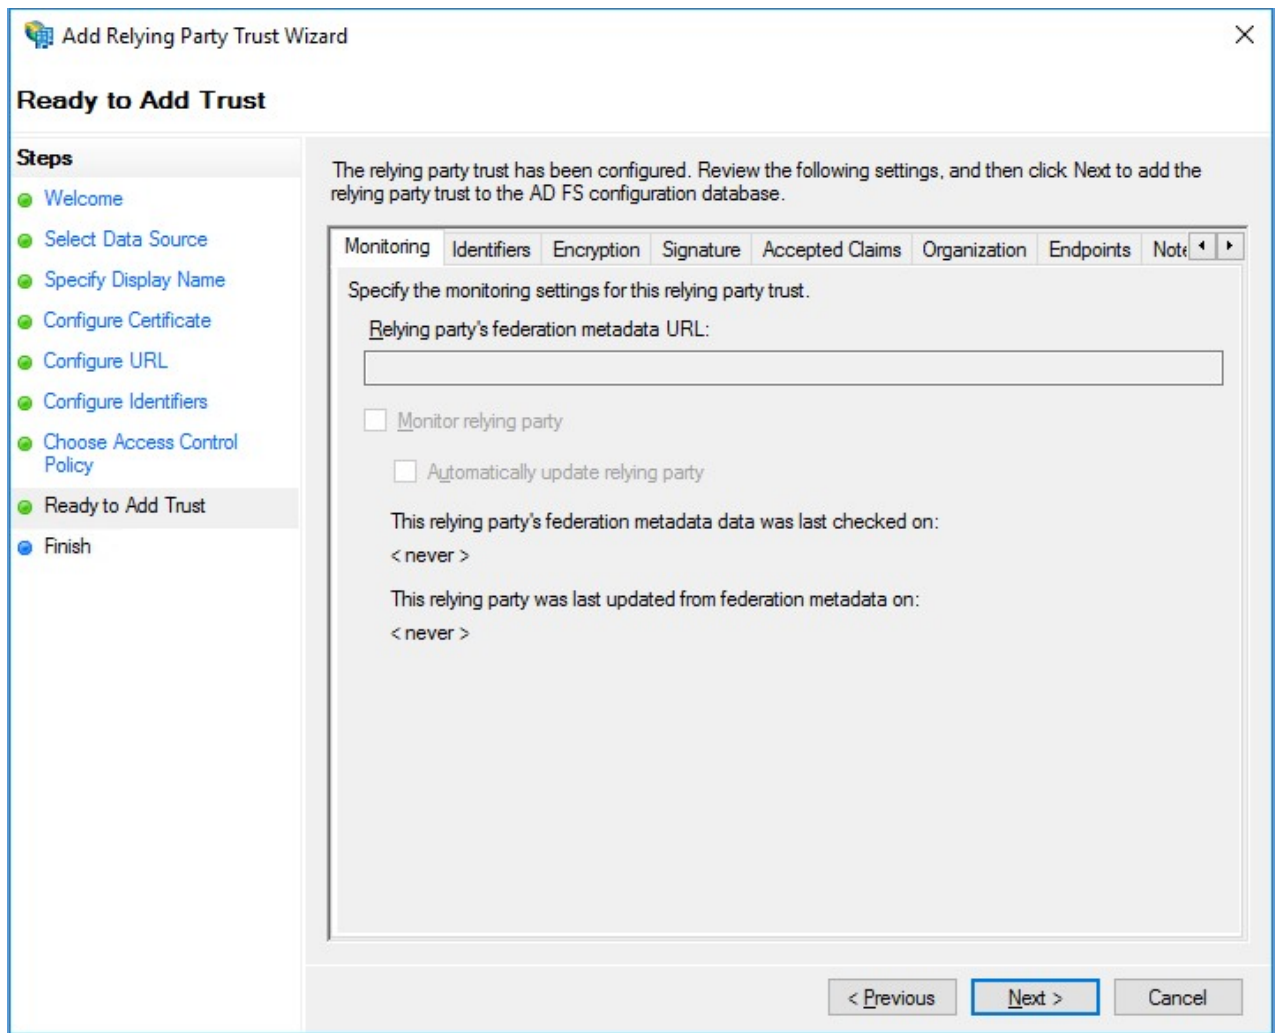 Add Relying Party Trust Wizard
Ready to Add Trust
Steps
Welcome
Select Data Source
Specify Display Name
Configure Certificate
Configure URL
Configure Identifiers
Choose Access Control
Policy
Ready to Add Trust
Finish
The relying party trust has been configured. Review the following settings, and then click Next to add the
relying party trust to the AD FS configuration database.
Monitoring Identifiers Encryption Signature Accepted Claims Organization Endpoints
Specify the monitoring settings for this relying party trust.
Relying party's federation metadata URL:
Monitor relying party
Automatically update relying party
This relying party's federation metadata data was last checked on:
< never >
This relying party was last updated from federation metadata on:
< never >
< Previous Next > Cancel